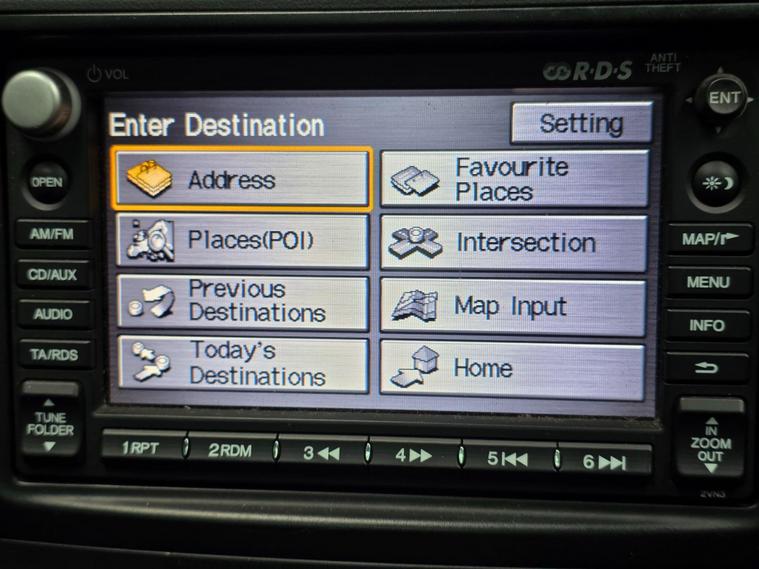 VOL
R·D·S
ANTI
THEFT
ENT
Enter Destination
Setting
OPEN
Address
Favourite
Places
AM/FM
Places(POI)
Intersection
MAP/
CD/AUX
Previous
Destinations
Map Input
MENU
AUDIO
INFO
TA/RDS
Today's
Destinations
Home
TUNE
FOLDER
1RPT
2RDM
3
4
5
6
IN
ZOOM
OUT
2VN3